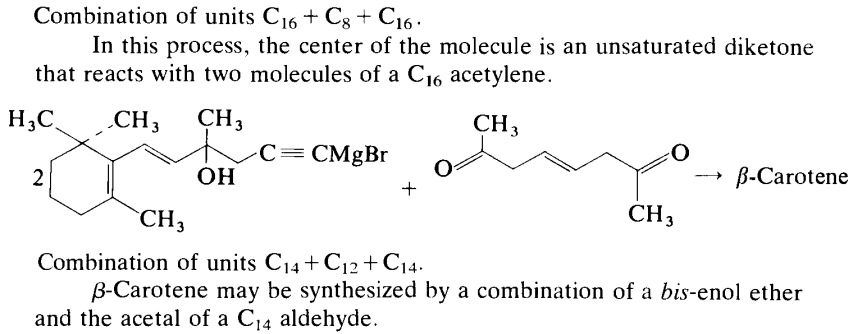 Combination of units C₁₆ + C₈ + C₁₆.
In this process, the center of the molecule is an unsaturated diketone
that reacts with two molecules of a C₁₆ acetylene.
H₃C CH₃ CH₃ CH₃
C≡CMgBr O O
2 OH + → β-Carotene
CH₃ CH₃
Combination of units C₁₄+C₁₂+C₁₄.
β-Carotene may be synthesized by a combination of a bis-enol ether
and the acetal of a C₁₄ aldehyde.